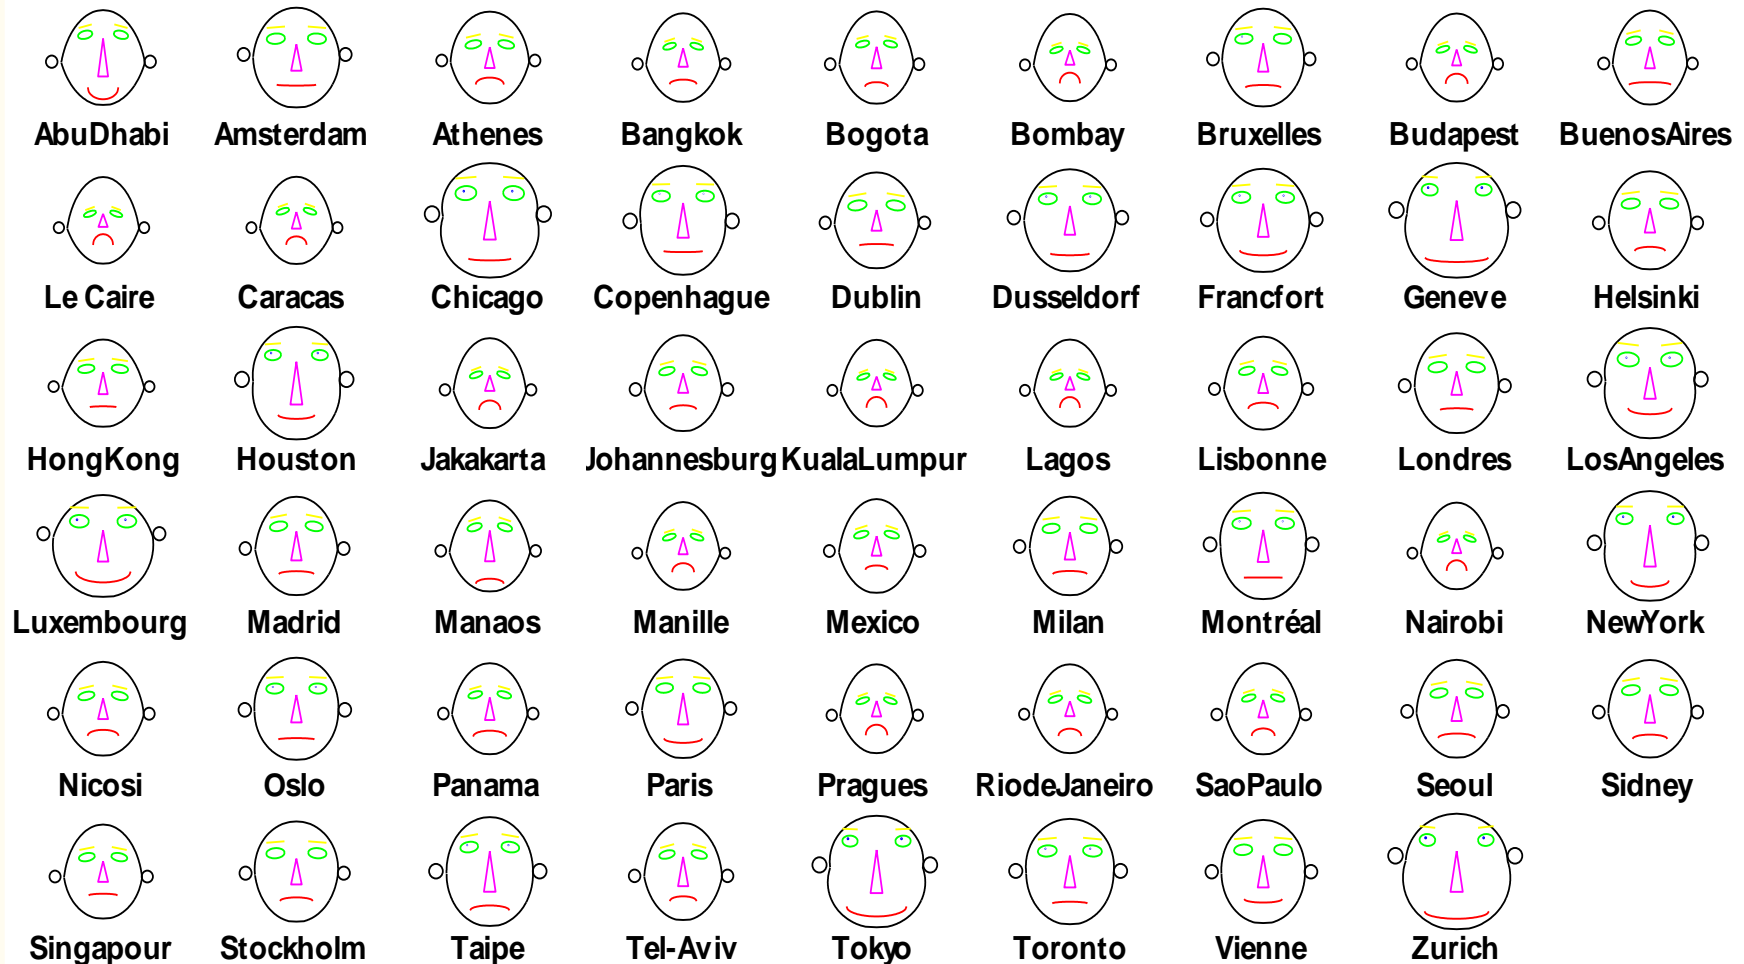 AbuDhabi Amsterdam Athenes Bangkok Bogota Bombay Bruxelles Budapest BuenosAires
Le Caire Caracas Chicago Copenhague Dublin Dusseldorf Francfort Geneve Helsinki
HongKong Houston Jakakarta Johannesburg KualaLumpur Lagos Lisbonne Londres LosAngeles
Luxembourg Madrid Manaos Manille Mexico Milan Montréal Nairobi NewYork
Nicosi Oslo Panama Paris Pragues RiodeJaneiro SaoPaulo Seoul Sidney
Singapour Stockholm Taipe Tel-Aviv Tokyo Toronto Vienne Zurich